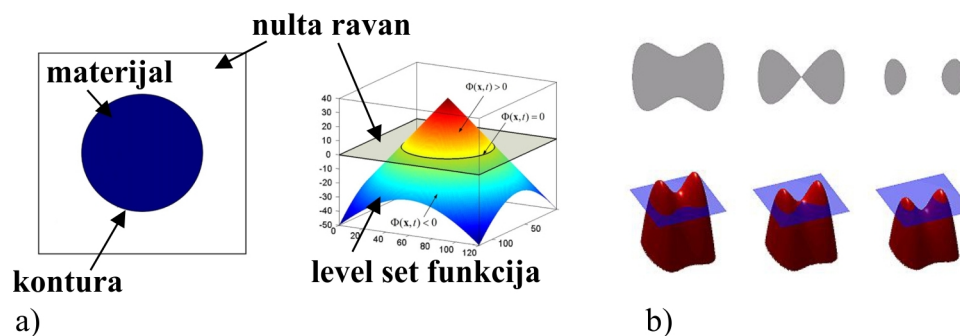 nulta ravan
materijal
kontura
40
30
20
10
0
-10
-20
-30
-40
-50
0
20
40
60
80
100
120
100
50
Φ(x,t)>0
Φ(x,t)=0
Φ(x,t)<0
level set funkcija
a)
b)